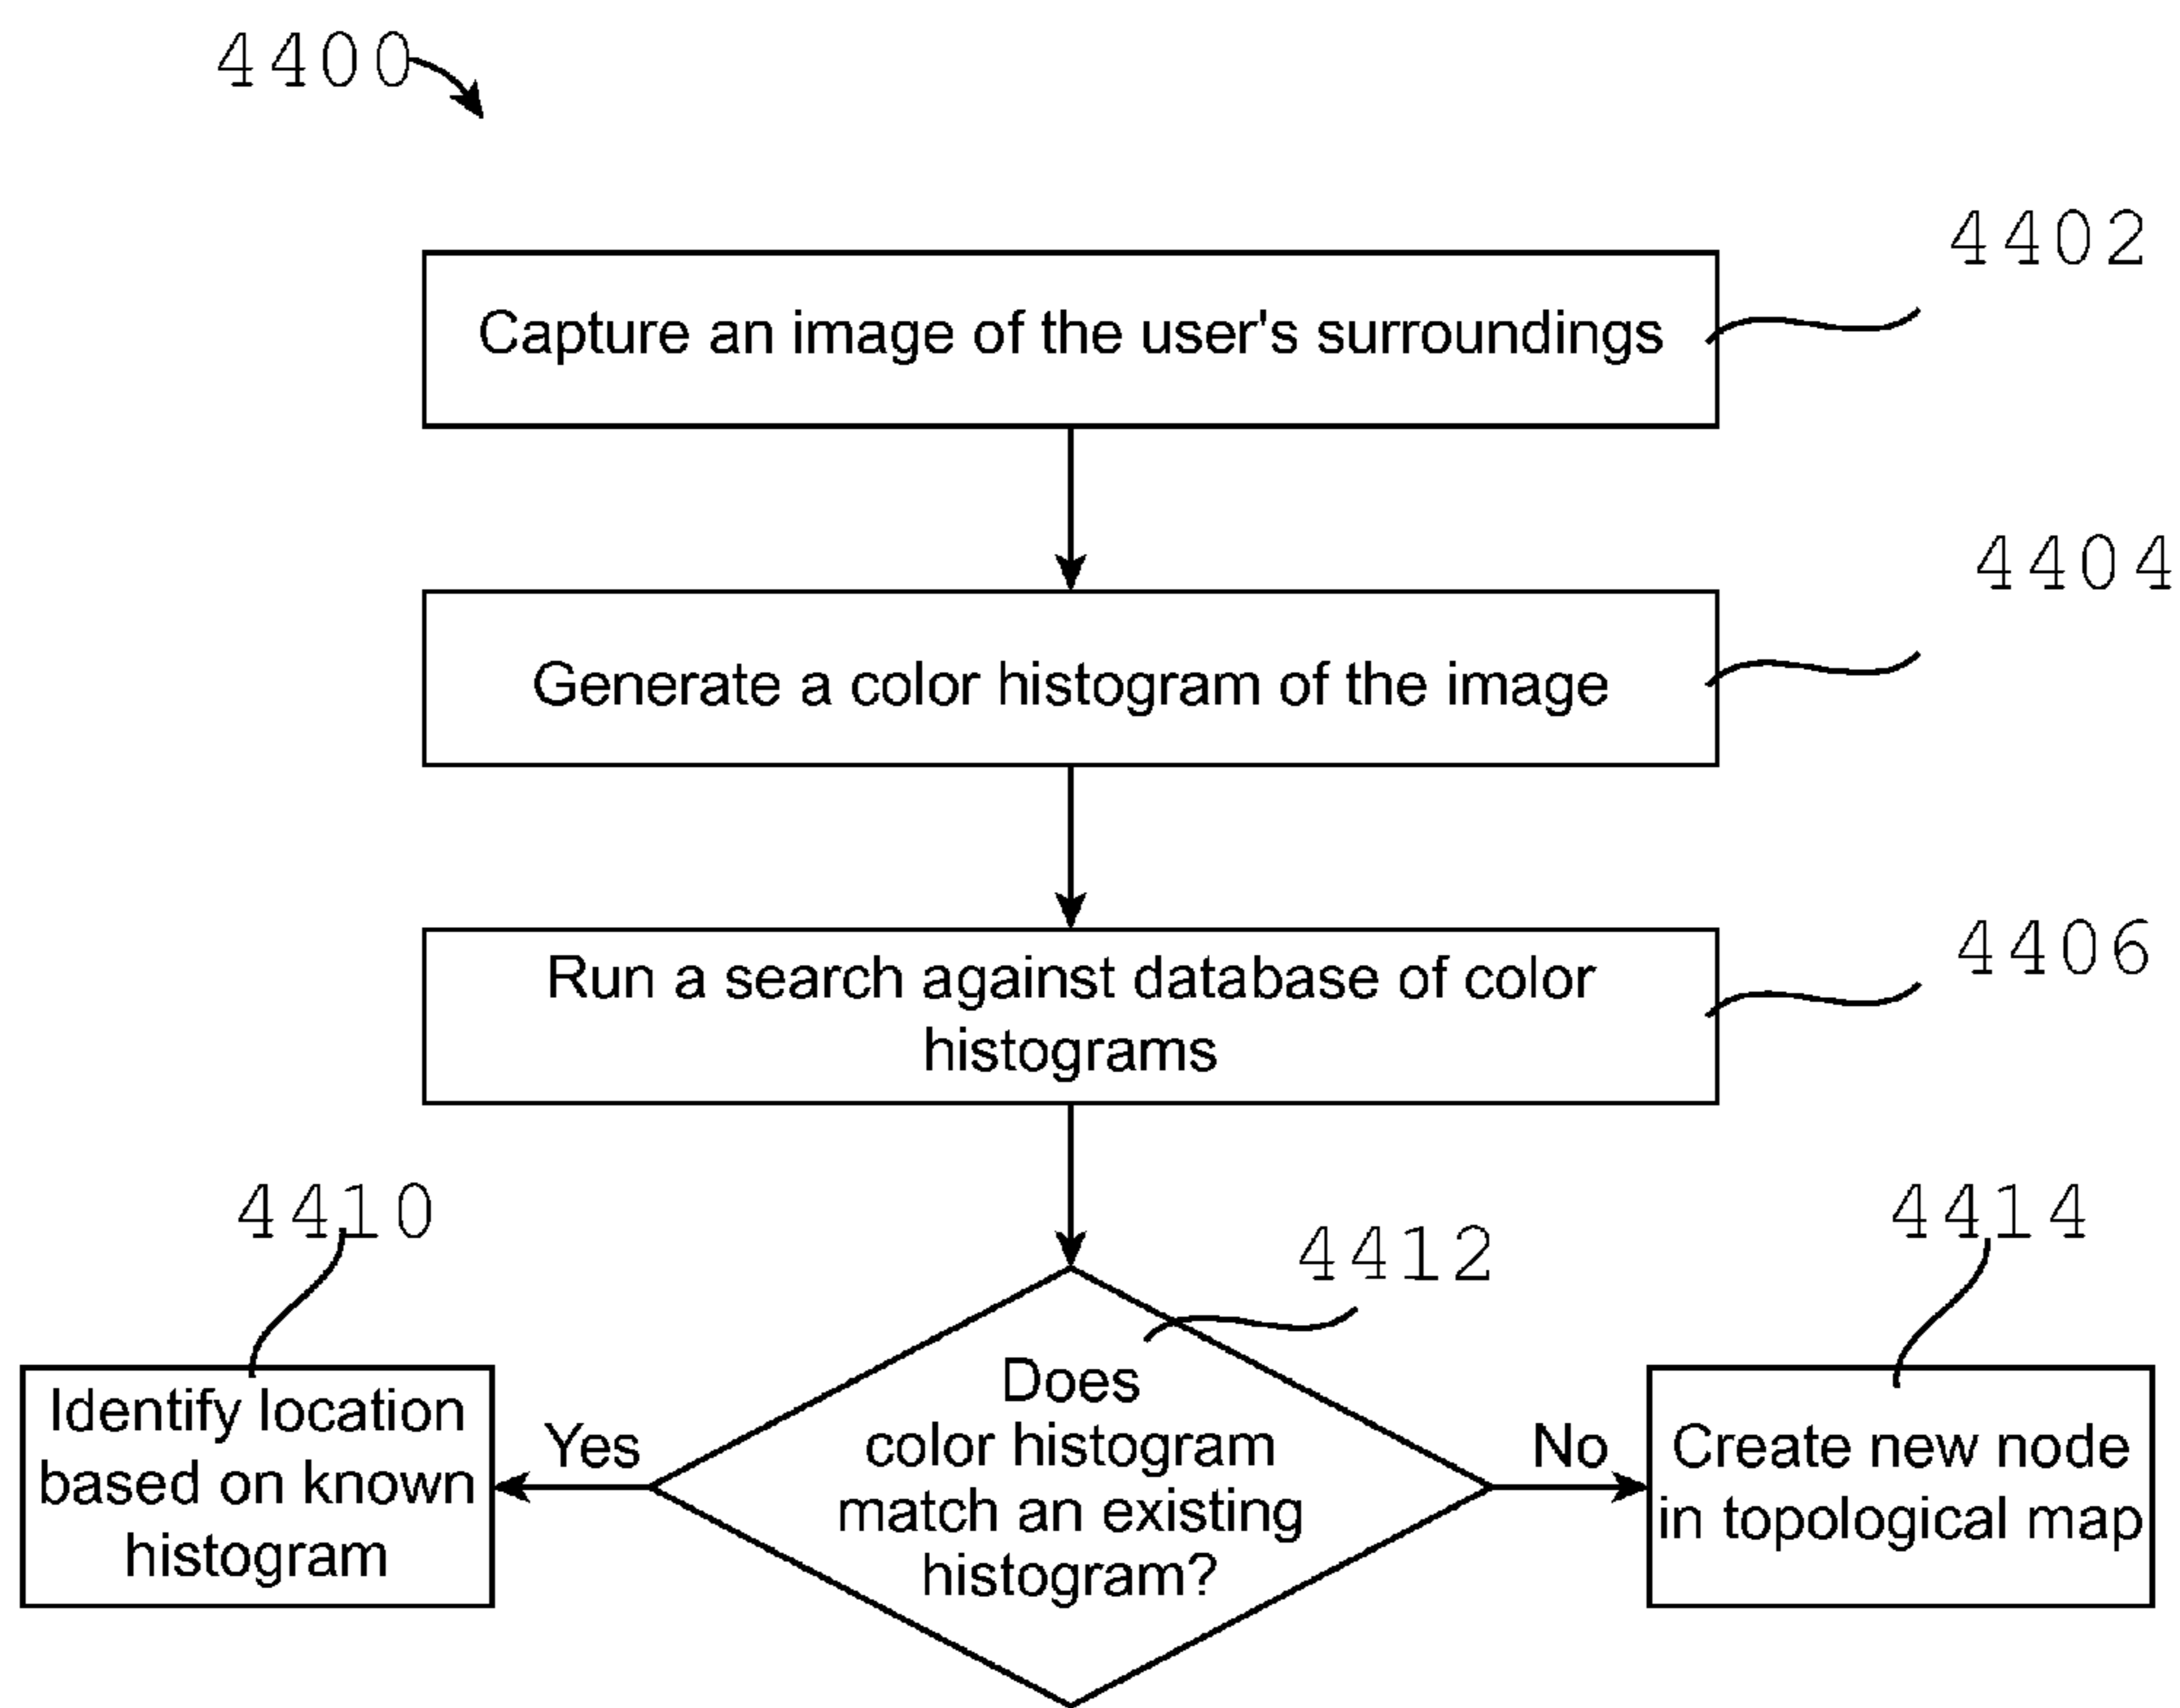 4400
4402
Capture an image of the user's surroundings
4404
Generate a color histogram of the image
4406
Run a search against database of color
histograms
4410
4412
4414
Identify location
based on known
histogram
Yes
Does
color histogram
match an existing
histogram?
No
Create new node
in topological map